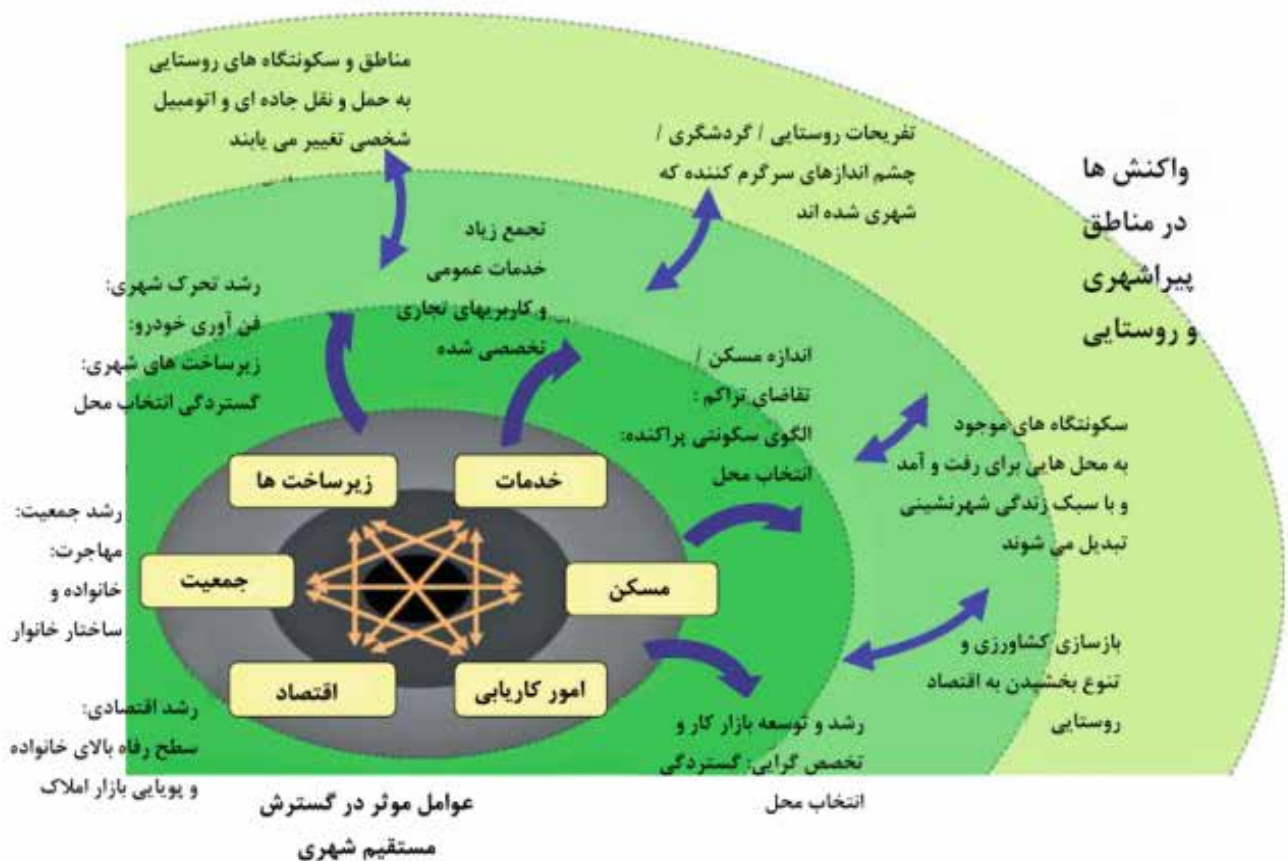 مناطق و سکونتگاه های روستایی
به حمل و نقل جاده ای و اتومبیل
شخصی تغییر می یابند
تفریحات روستایی / گردشگری /
چشم اندازهای سرگرم کننده که
شهری شده اند
واکنش ها
در مناطق
پیراشهری
و روستایی
تجمع زیاد
خدمات عمومی
و کاربریهای تجاری
تخصصی شده
رشد تحرک شهری:
فن آوری خودرو:
زیرساخت های شهری:
گستردگی انتخاب محل
اندازه مسکن /
تقاضای تراکم :
الگوی سکونتی پراکنده:
انتخاب محل
سکونتگاه های موجود
به محل هایی برای رفت و آمد
و با سبک زندگی شهرنشینی
تبدیل می شوند
خدمات
زیرساخت ها
رشد جمعیت:
مهاجرت:
خانواده و
ساختار خانوار
مسکن
جمعیت
امور کاریابی
اقتصاد
بازسازی کشاورزی و
تنوع بخشیدن به اقتصاد
روستایی
رشد اقتصادی:
سطح رفاه بالای خانواده
و پویایی بازار املاک
رشد و توسعه بازار کار و
تخصص گرایی: گستردگی
انتخاب محل
عوامل موثر در گسترش
مستقیم شهری